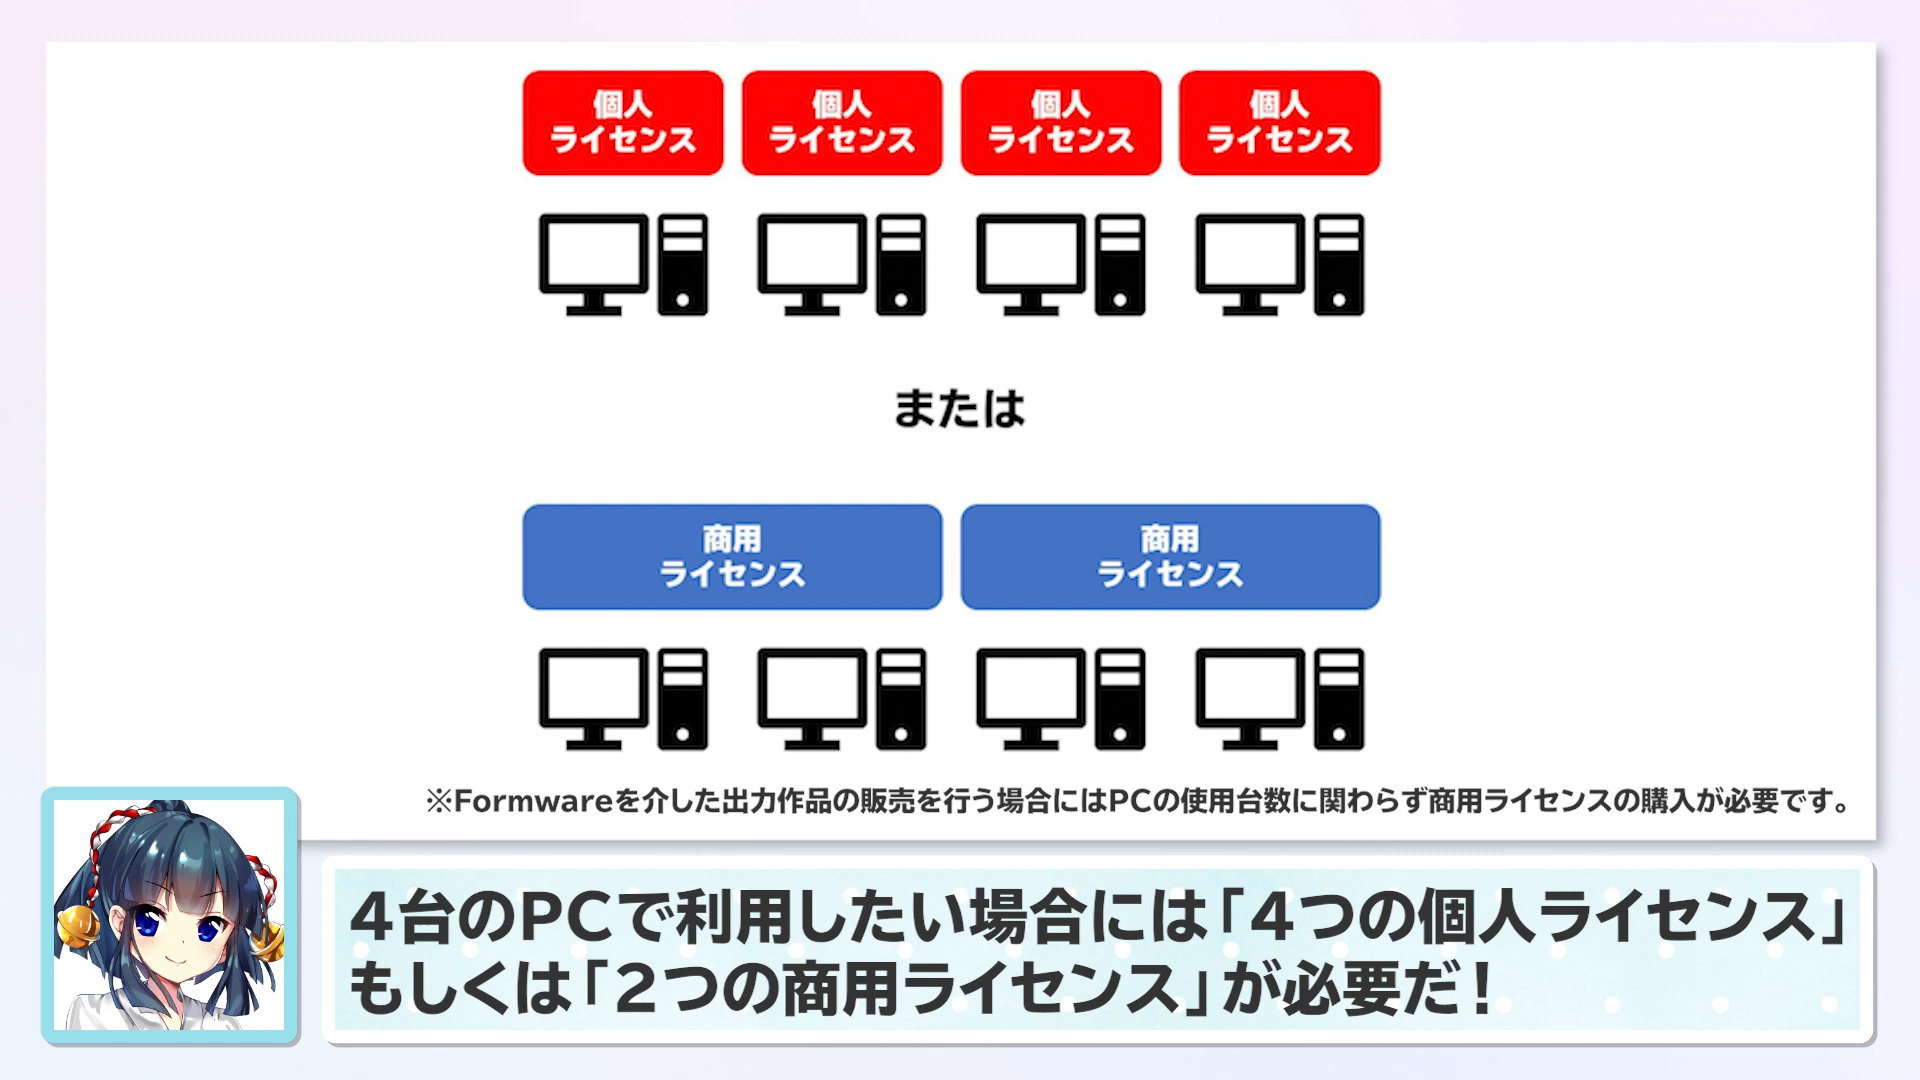 個人
ライセンス
個人
ライセンス
個人
ライセンス
個人
ライセンス
または
商用
ライセンス
商用
ライセンス
※Formwareを介した出力作品の販売を行う場合にはPCの使用台数に関わらず商用ライセンスの購入が必要です。
4台のPCで利用したい場合には「4つの個人ライセンス」
もしくは「2つの商用ライセンス」が必要だ！